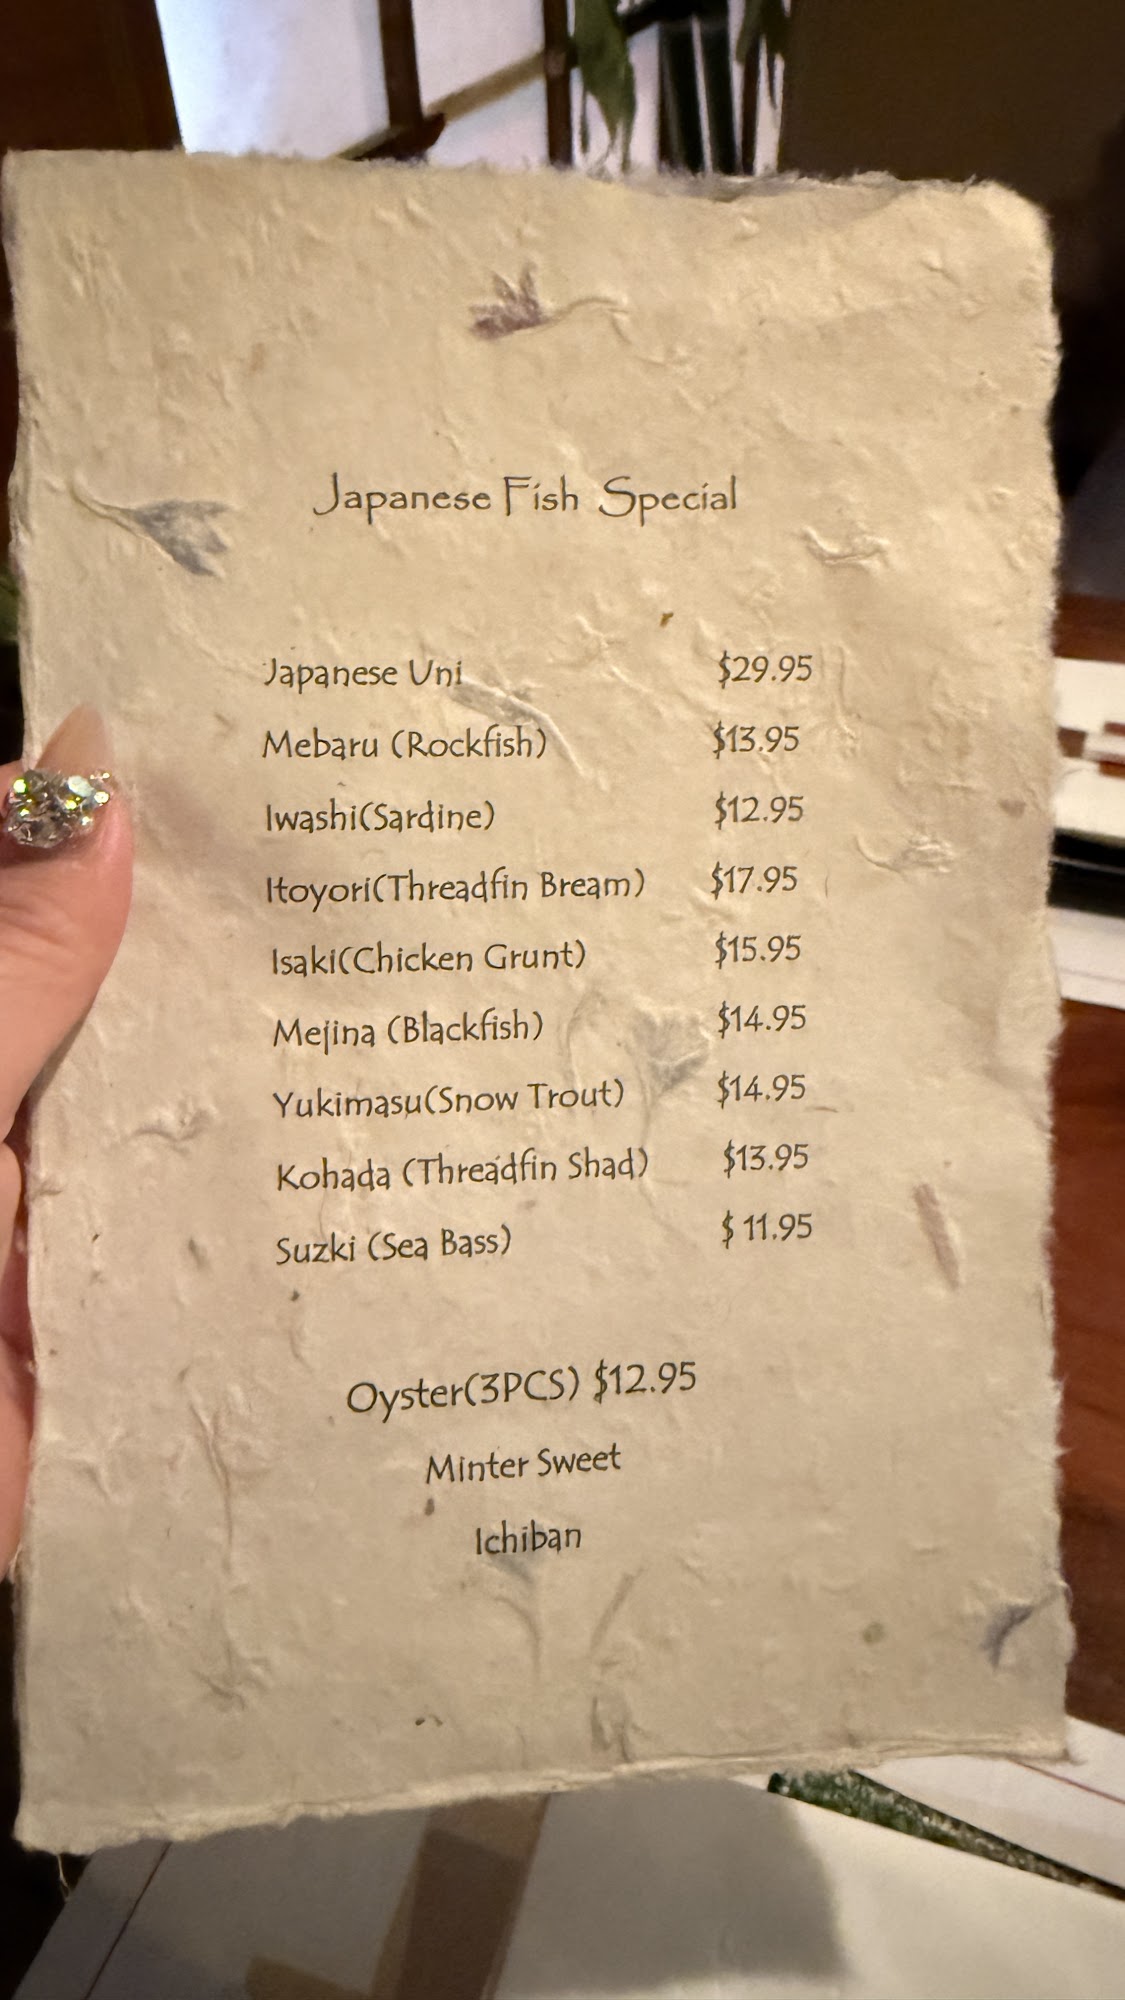 Japanese Fish Special
Japanese Uni $29.95
Mebaru (Rockfish) $13.95
Iwashi(Sardine) $12.95
Itoyori(Threadfin Bream) $17.95
Isaki(Chicken Grunt) $15.95
Mejina (Blackfish) $14.95
Yukimasu(Snow Trout) $14.95
Kohada (Threadfin Shad) $13.95
Suzki (Sea Bass) $ 11.95
Oyster(3PCS) $12.95
Minter Sweet
Ichiban